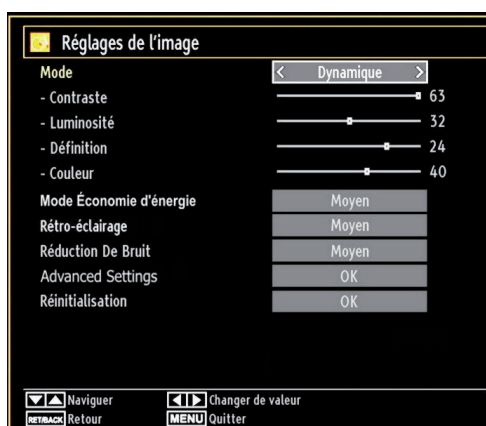 Réglages de l'image
Mode < Dynamique >
- Contraste 63
- Luminosité 32
- Définition 24
- Couleur 40
Mode Économie d'énergie Moyen
Rétro-éclairage Moyen
Réduction De Bruit Moyen
Advanced Settings OK
Réinitialisation OK
Naviguer Changer de valeur
RET/BACK Retour MENU Quitter